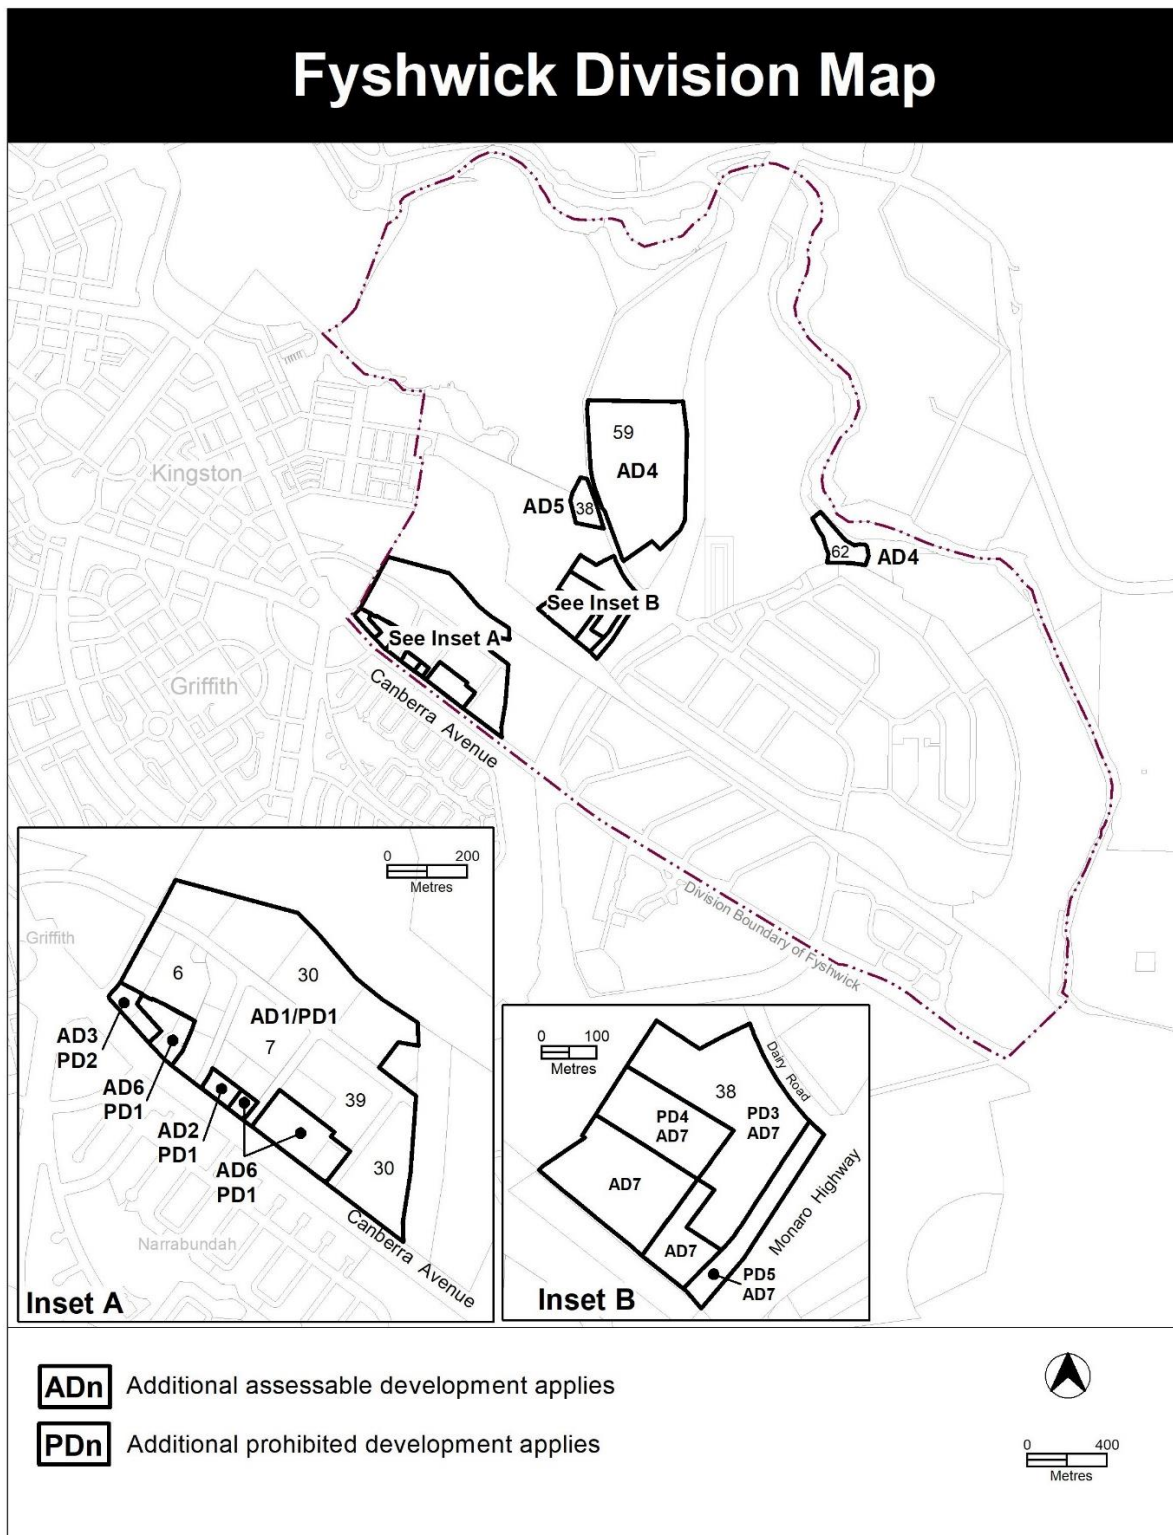 Fyshwick Division Map
Kingston
59
AD4
AD5
38
62
AD4
See Inset B
See Inset A
Griffith
Canberra Avenue
Division Boundary of Fyshwick
0 200
Metres
Griffith
6
30
AD1/PD1
7
AD3
PD2
AD6
PD1
39
AD2
PD1
AD6
PD1
30
Canberra Avenue
Narrabundah
Inset A
0 100
Metres
Dairy Road
38
PD4
AD7
PD3
AD7
AD7
Monaro Highway
AD7
PD5
AD7
Inset B
ADn Additional assessable development applies
PDn Additional prohibited development applies
0 400
Metres